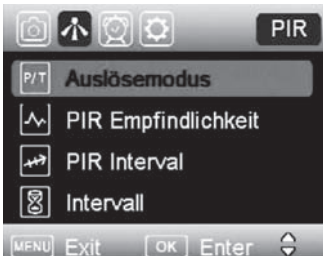 PIR
P/T Auslösemodus
PIR Empfindlichkeit
PIR Interval
Intervall
MENU Exit OK Enter